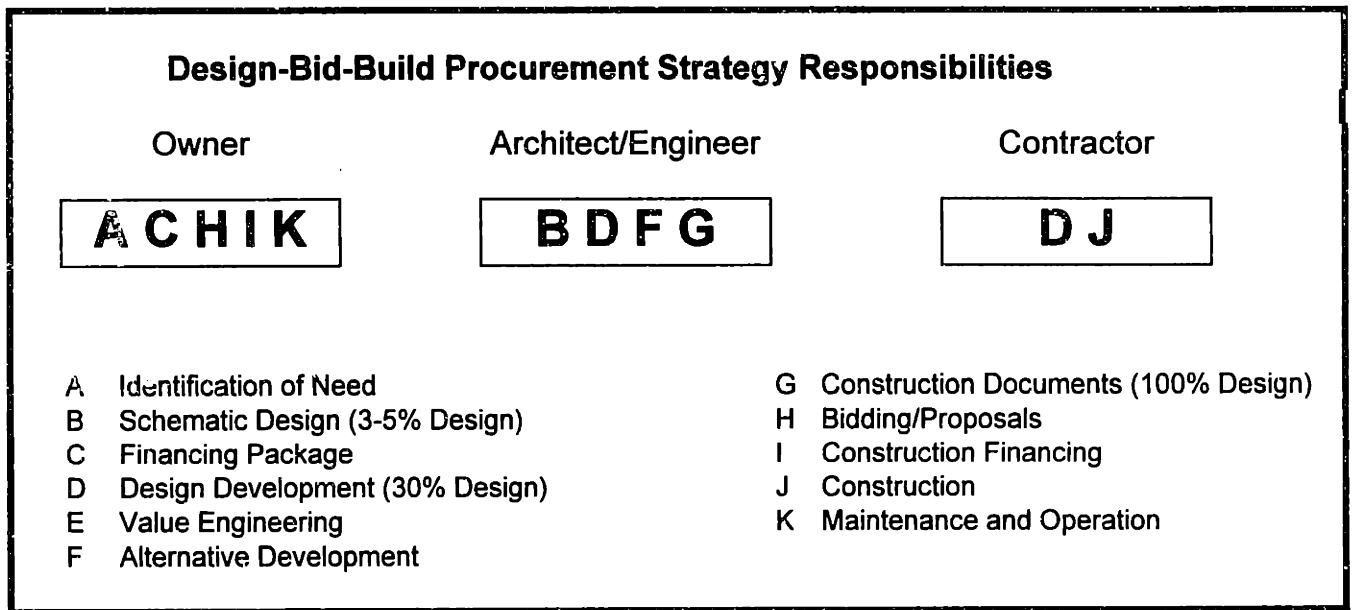 Design-Bid-Build Procurement Strategy Responsibilities
Owner Architect/Engineer Contractor
A C H I K B D F G D J
A Identification of Need
B Schematic Design (3-5% Design)
C Financing Package
D Design Development (30% Design)
E Value Engineering
F Alternative Development
G Construction Documents (100% Design)
H Bidding/Proposals
I Construction Financing
J Construction
K Maintenance and Operation